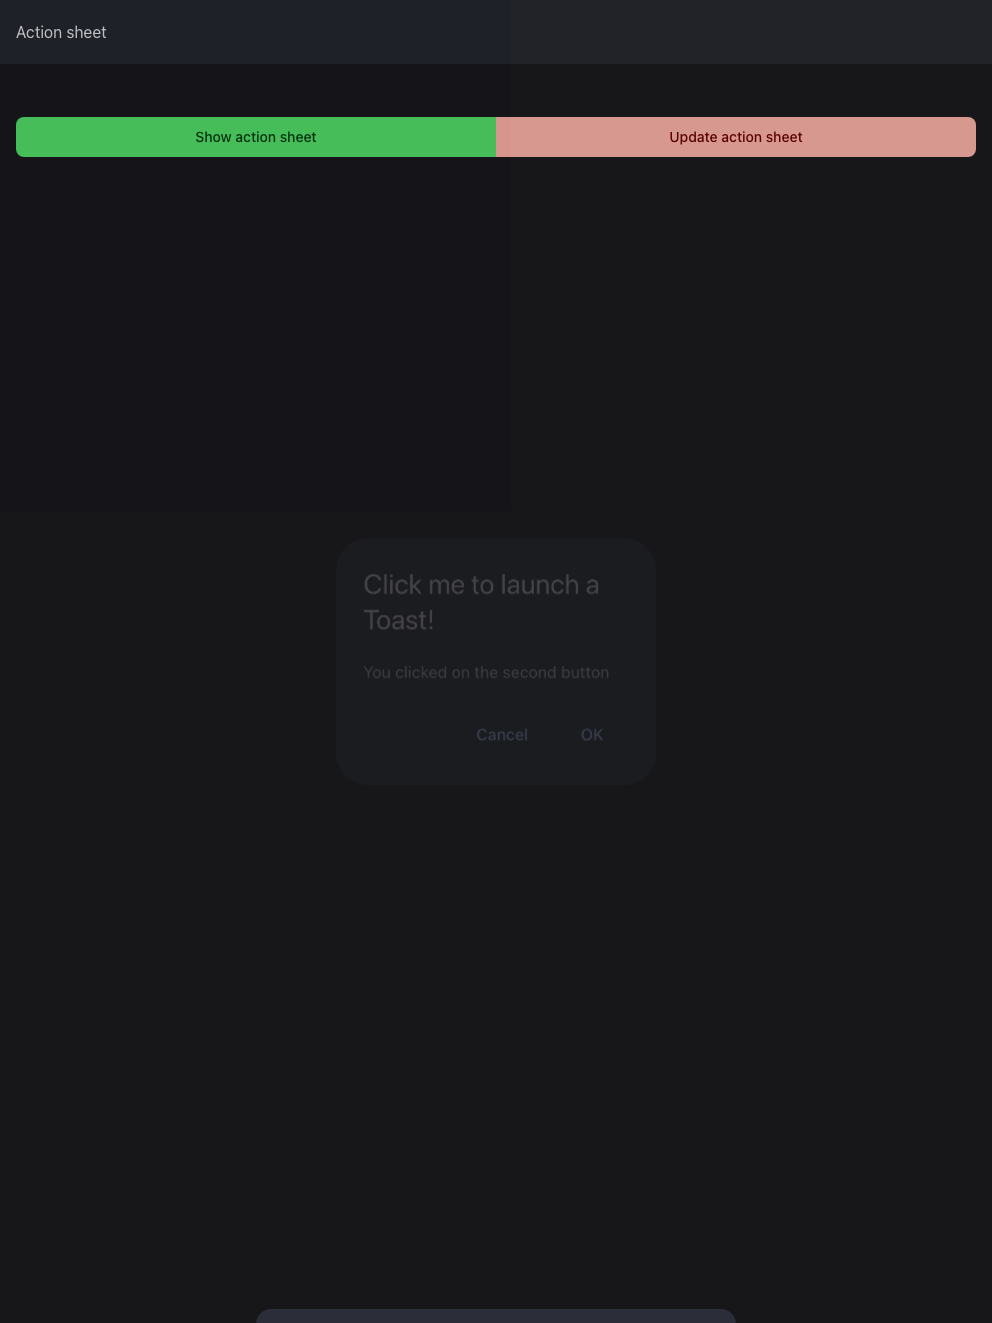 Action sheet
Show action sheet
Update action sheet
Click me to launch a
Toast!
You clicked on the second button
Cancel
OK